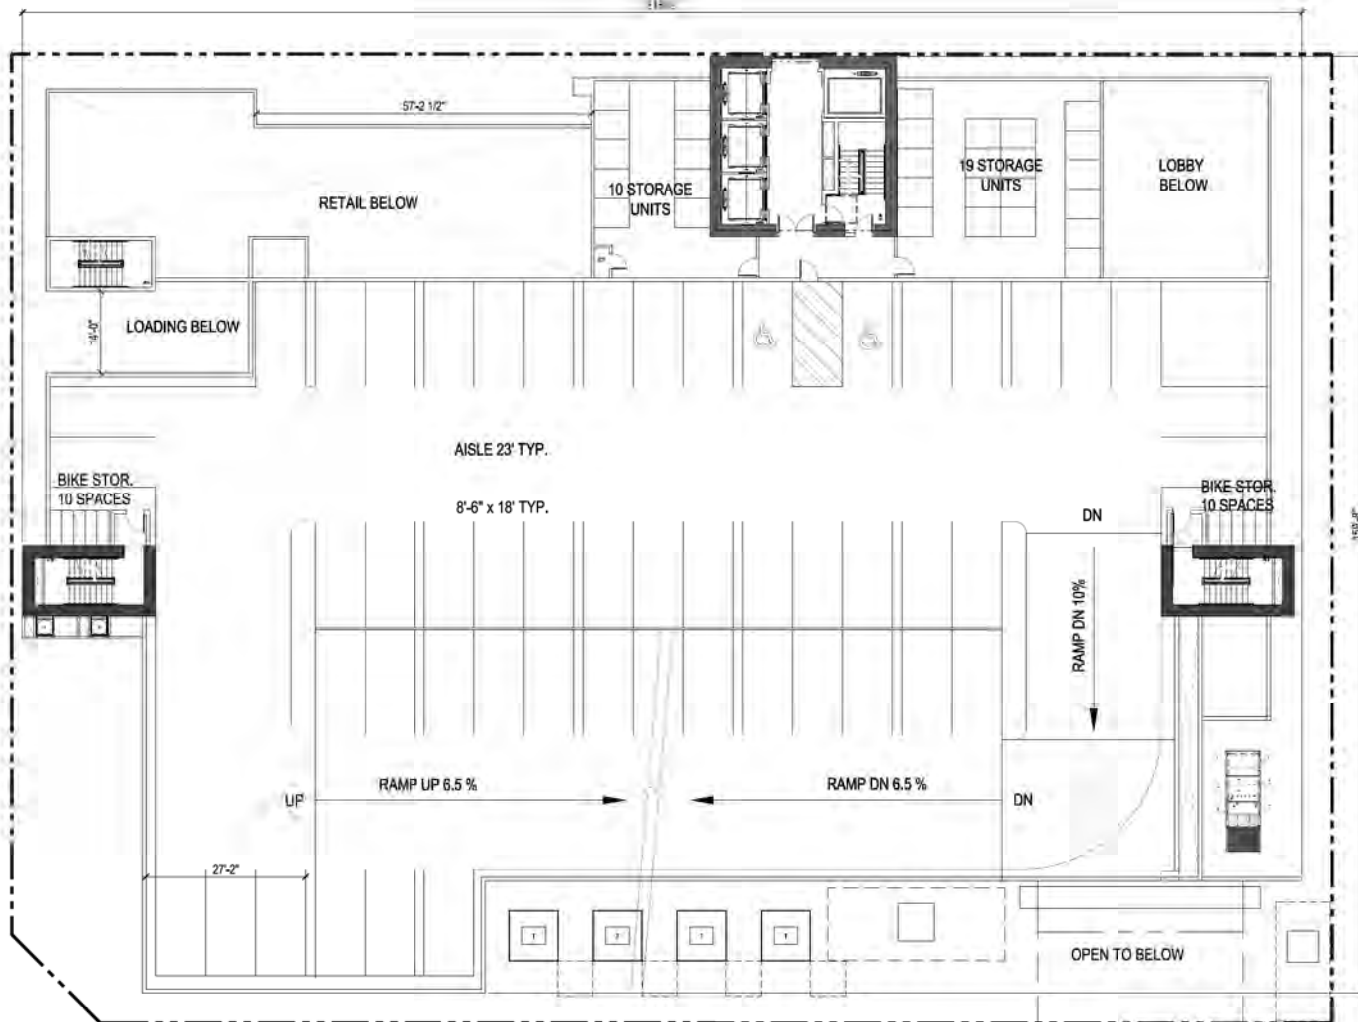 57-2 1/2"
RETAIL BELOW
10 STORAGE
UNITS
19 STORAGE
UNITS
LOBBY
BELOW
LOADING BELOW
AISLE 23' TYP.
8'-6" x 18' TYP.
BIKE STOR.
10 SPACES
BIKE STOR.
10 SPACES
DN
RAMP DN 10%
RAMP UP 6.5 %
RAMP DN 6.5 %
UP
DN
27'-2"
OPEN TO BELOW